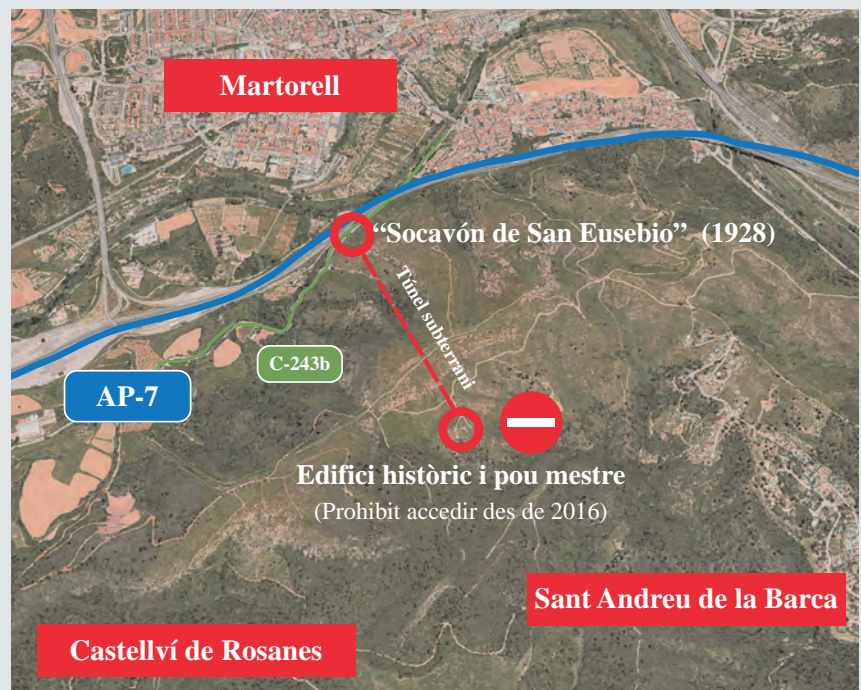 Martorell
“Socavón de San Eusebio” (1928)
Túnel subterrani
C-243b
AP-7
Edifici històric i pou mestre
(Prohibit accedir des de 2016)
Sant Andreu de la Barca
Castellví de Rosanes